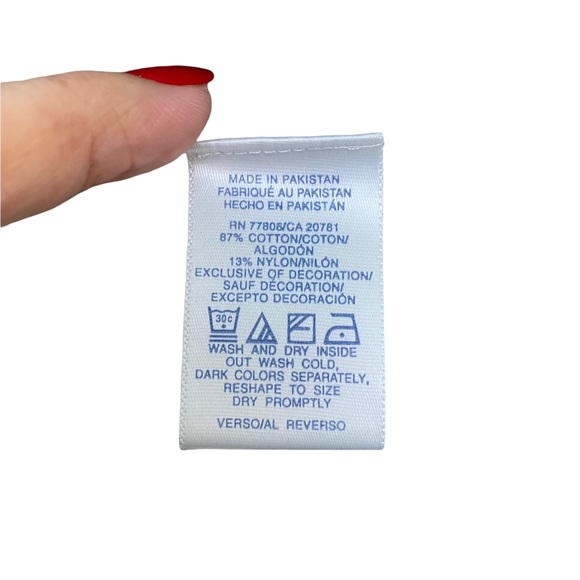 MADE IN PAKISTAN
FABRIQUÉ AU PAKISTAN
HECHO EN PAKISTÁN
RN 77806/CA 20781
87% COTTON/COTON/
ALGODÓN
13% NYLON/NILÓN
EXCLUSIVE OF DECORATION/
SAUF DÉCORATION/
EXCEPTO DECORACIÓN
30c
WASH AND DRY INSIDE
OUT WASH COLD,
DARK COLORS SEPARATELY,
RESHAPE TO SIZE
DRY PROMPTLY
VERSO/AL REVERSO